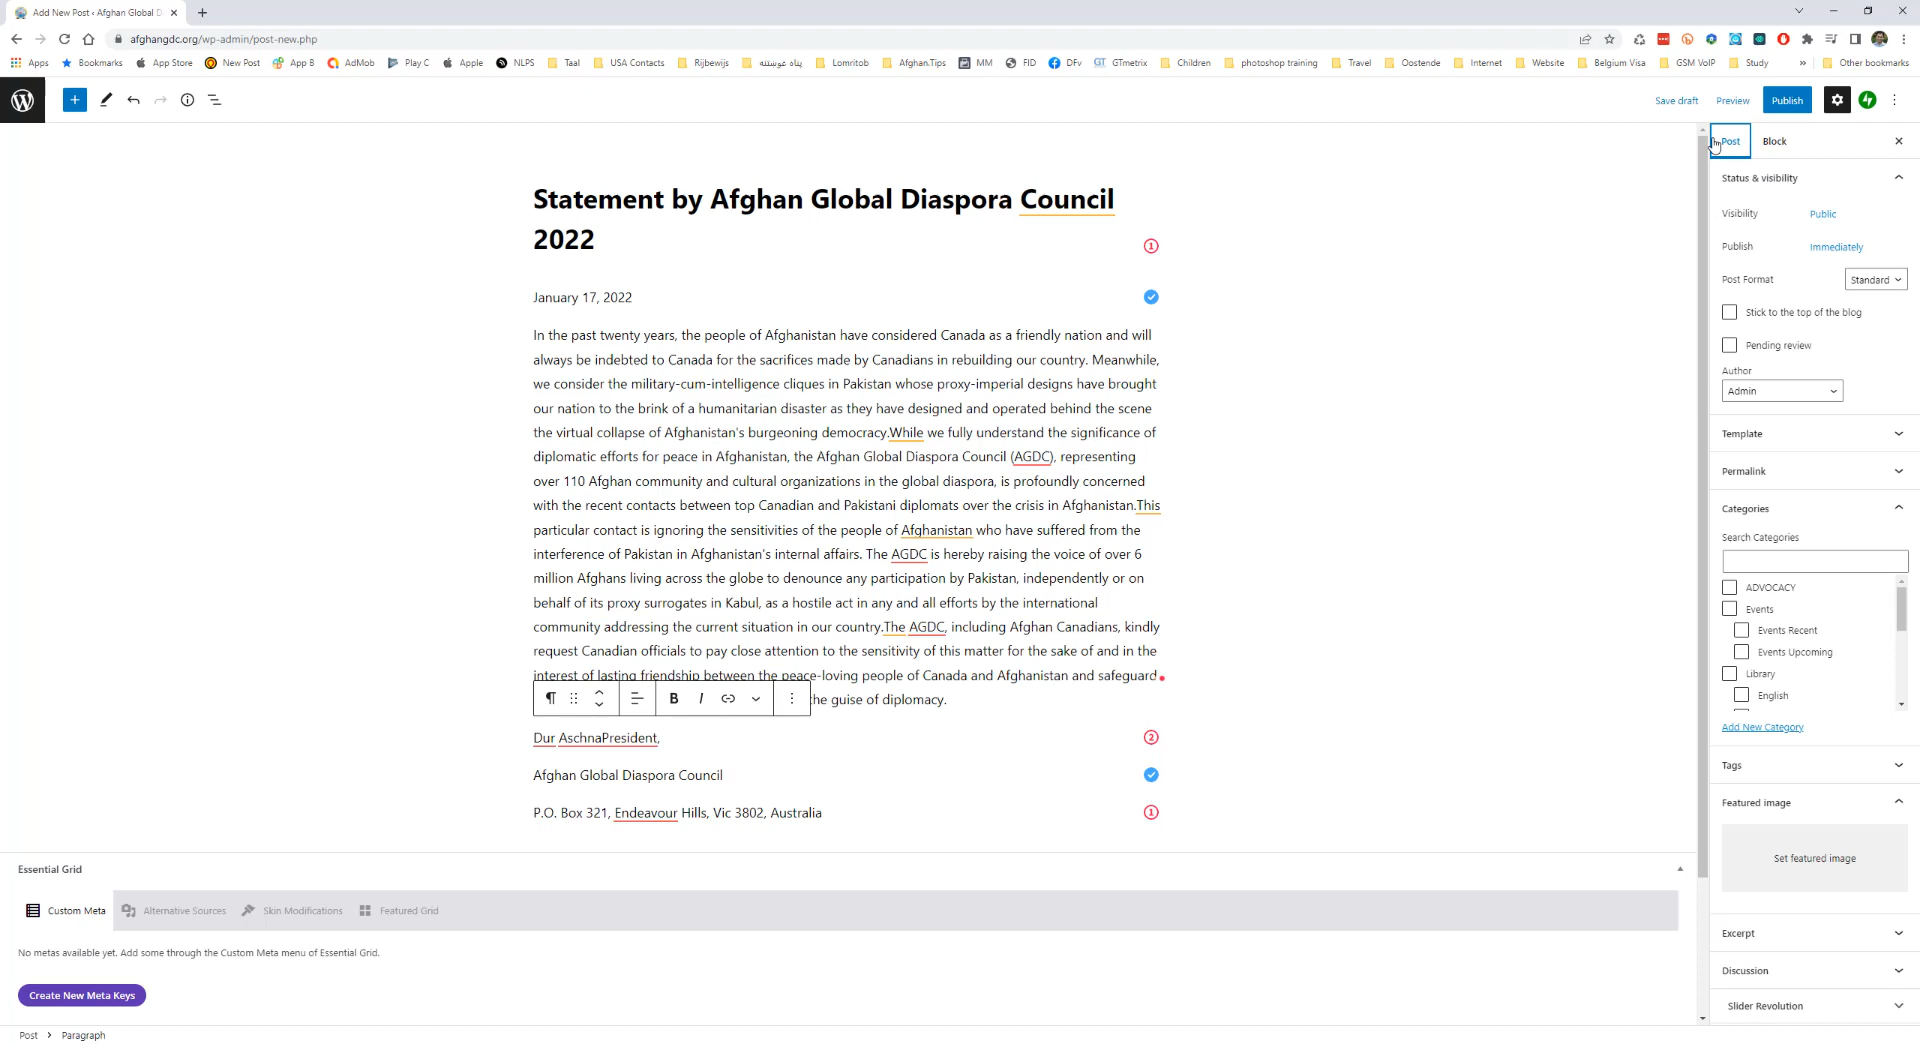 Add New Post ‹ Afghan Global D
afghangdc.org/wp-admin/post-new.php
Apps Bookmarks App Store New Post App B AdMob Play C Apple NLPS Taal USA Contacts Rijbewijs پناه غوښتنه Lomritob Afghan.Tips MM FID DFv GTmetrix Children photoshop training Travel Oostende Internet Website Belgium Visa GSM VoIP Study » Other bookmarks
Save draft Preview Publish
Post Block
Statement by Afghan Global Diaspora Council
2022
January 17, 2022
In the past twenty years, the people of Afghanistan have considered Canada as a friendly nation and will
always be indebted to Canada for the sacrifices made by Canadians in rebuilding our country. Meanwhile,
we consider the military-cum-intelligence cliques in Pakistan whose proxy-imperial designs have brought
our nation to the brink of a humanitarian disaster as they have designed and operated behind the scene
the virtual collapse of Afghanistan's burgeoning democracy.While we fully understand the significance of
diplomatic efforts for peace in Afghanistan, the Afghan Global Diaspora Council (AGDC), representing
over 110 Afghan community and cultural organizations in the global diaspora, is profoundly concerned
with the recent contacts between top Canadian and Pakistani diplomats over the crisis in Afghanistan.This
particular contact is ignoring the sensitivities of the people of Afghanistan who have suffered from the
interference of Pakistan in Afghanistan's internal affairs. The AGDC is hereby raising the voice of over 6
million Afghans living across the globe to denounce any participation by Pakistan, independently or on
behalf of its proxy surrogates in Kabul, as a hostile act in any and all efforts by the international
community addressing the current situation in our country.The AGDC, including Afghan Canadians, kindly
request Canadian officials to pay close attention to the sensitivity of this matter for the sake of and in the
interest of lasting friendship between the peace-loving people of Canada and Afghanistan and safeguard
the guise of diplomacy.
B I
Dur AschnaPresident,
Afghan Global Diaspora Council
P.O. Box 321, Endeavour Hills, Vic 3802, Australia
1
2
1
Status & visibility
Visibility Public
Publish Immediately
Post Format Standard
Stick to the top of the blog
Pending review
Author
Admin
Template
Permalink
Categories
Search Categories
ADVOCACY
Events
Events Recent
Events Upcoming
Library
English
Add New Category
Tags
Featured image
Set featured image
Excerpt
Discussion
Slider Revolution
Essential Grid
Custom Meta Alternative Sources Skin Modifications Featured Grid
No metas available yet. Add some through the Custom Meta menu of Essential Grid.
Create New Meta Keys
Post › Paragraph